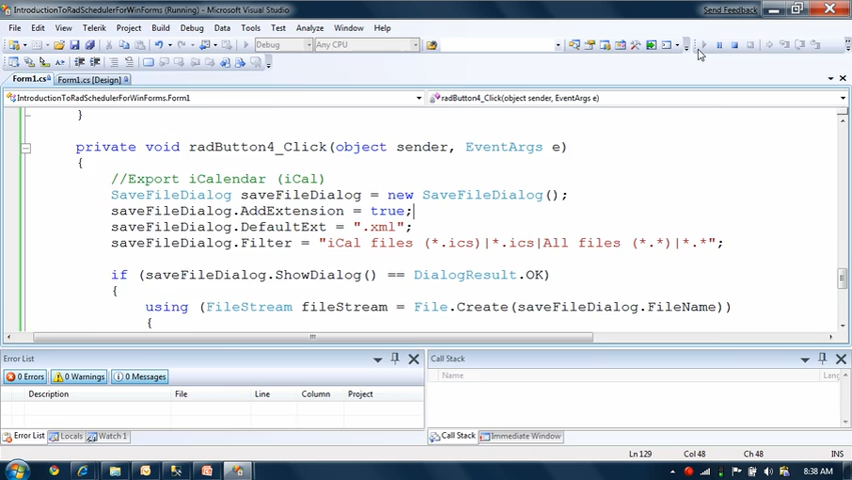 IntroductionToRadSchedulerForWinForms (Running) - Microsoft Visual Studio
Send Feedback
File Edit View Refactor Project Build Debug Telerik Data Tools Test Analyze Window Help
Debug Any CPU
Form1.cs Form1.cs [Design]
IntroductionToRadSchedulerForWinForms.Form1 radButton4_Click(object sender, EventArgs e)
}
private void radButton4_Click(object sender, EventArgs e)
{
//Export iCalendar (iCal)
SaveFileDialog saveFileDialog = new SaveFileDialog();
saveFileDialog.AddExtension = true;
saveFileDialog.DefaultExt = ".xml";
saveFileDialog.Filter = "iCal files (*.ics)|*.ics|All files (*.*)|*.*";
if (saveFileDialog.ShowDialog() == DialogResult.OK)
{
using (FileStream fileStream = File.Create(saveFileDialog.FileName))
{
Error List Call Stack
0 Errors 0 Warnings 0 Messages Name Lang
Description File Line Column Project
Error List Locals Watch 1 Call Stack Immediate Window
Ln 129 Col 48 Ch 48 INS
8:38 AM